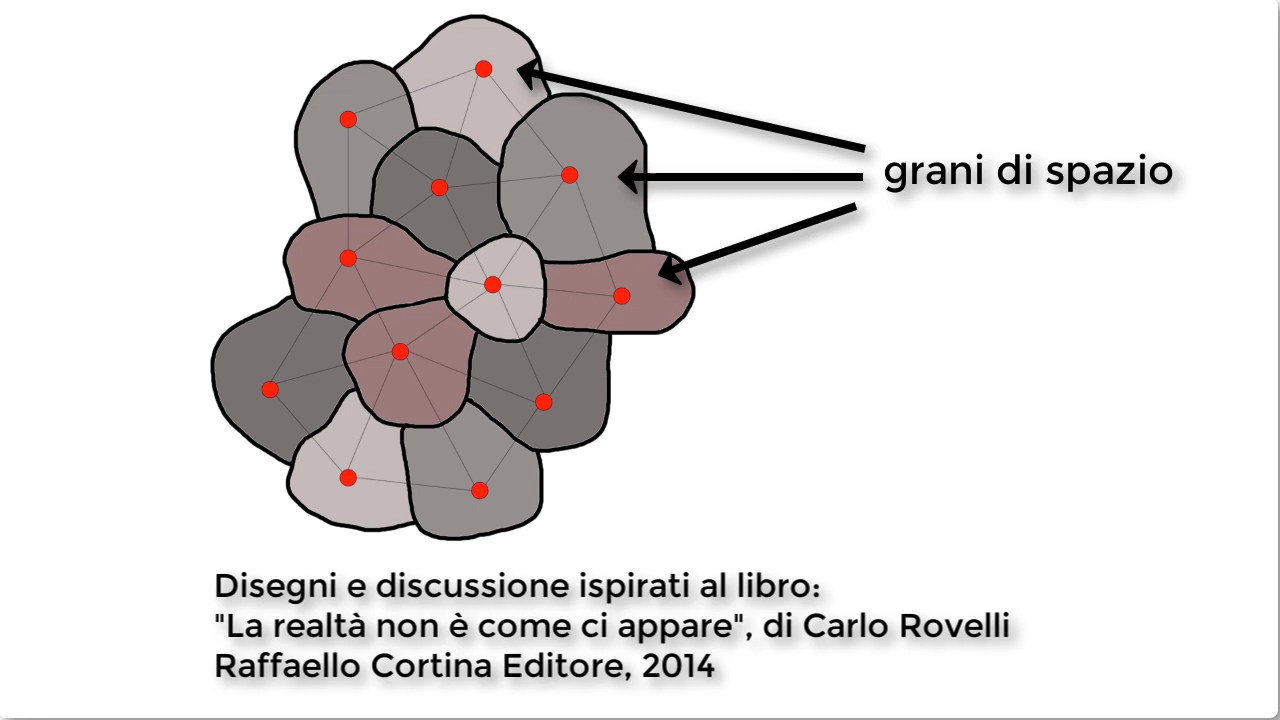 grani di spazio
Disegni e discussione ispirati al libro:
"La realtà non è come ci appare", di Carlo Rovelli
Raffaello Cortina Editore, 2014